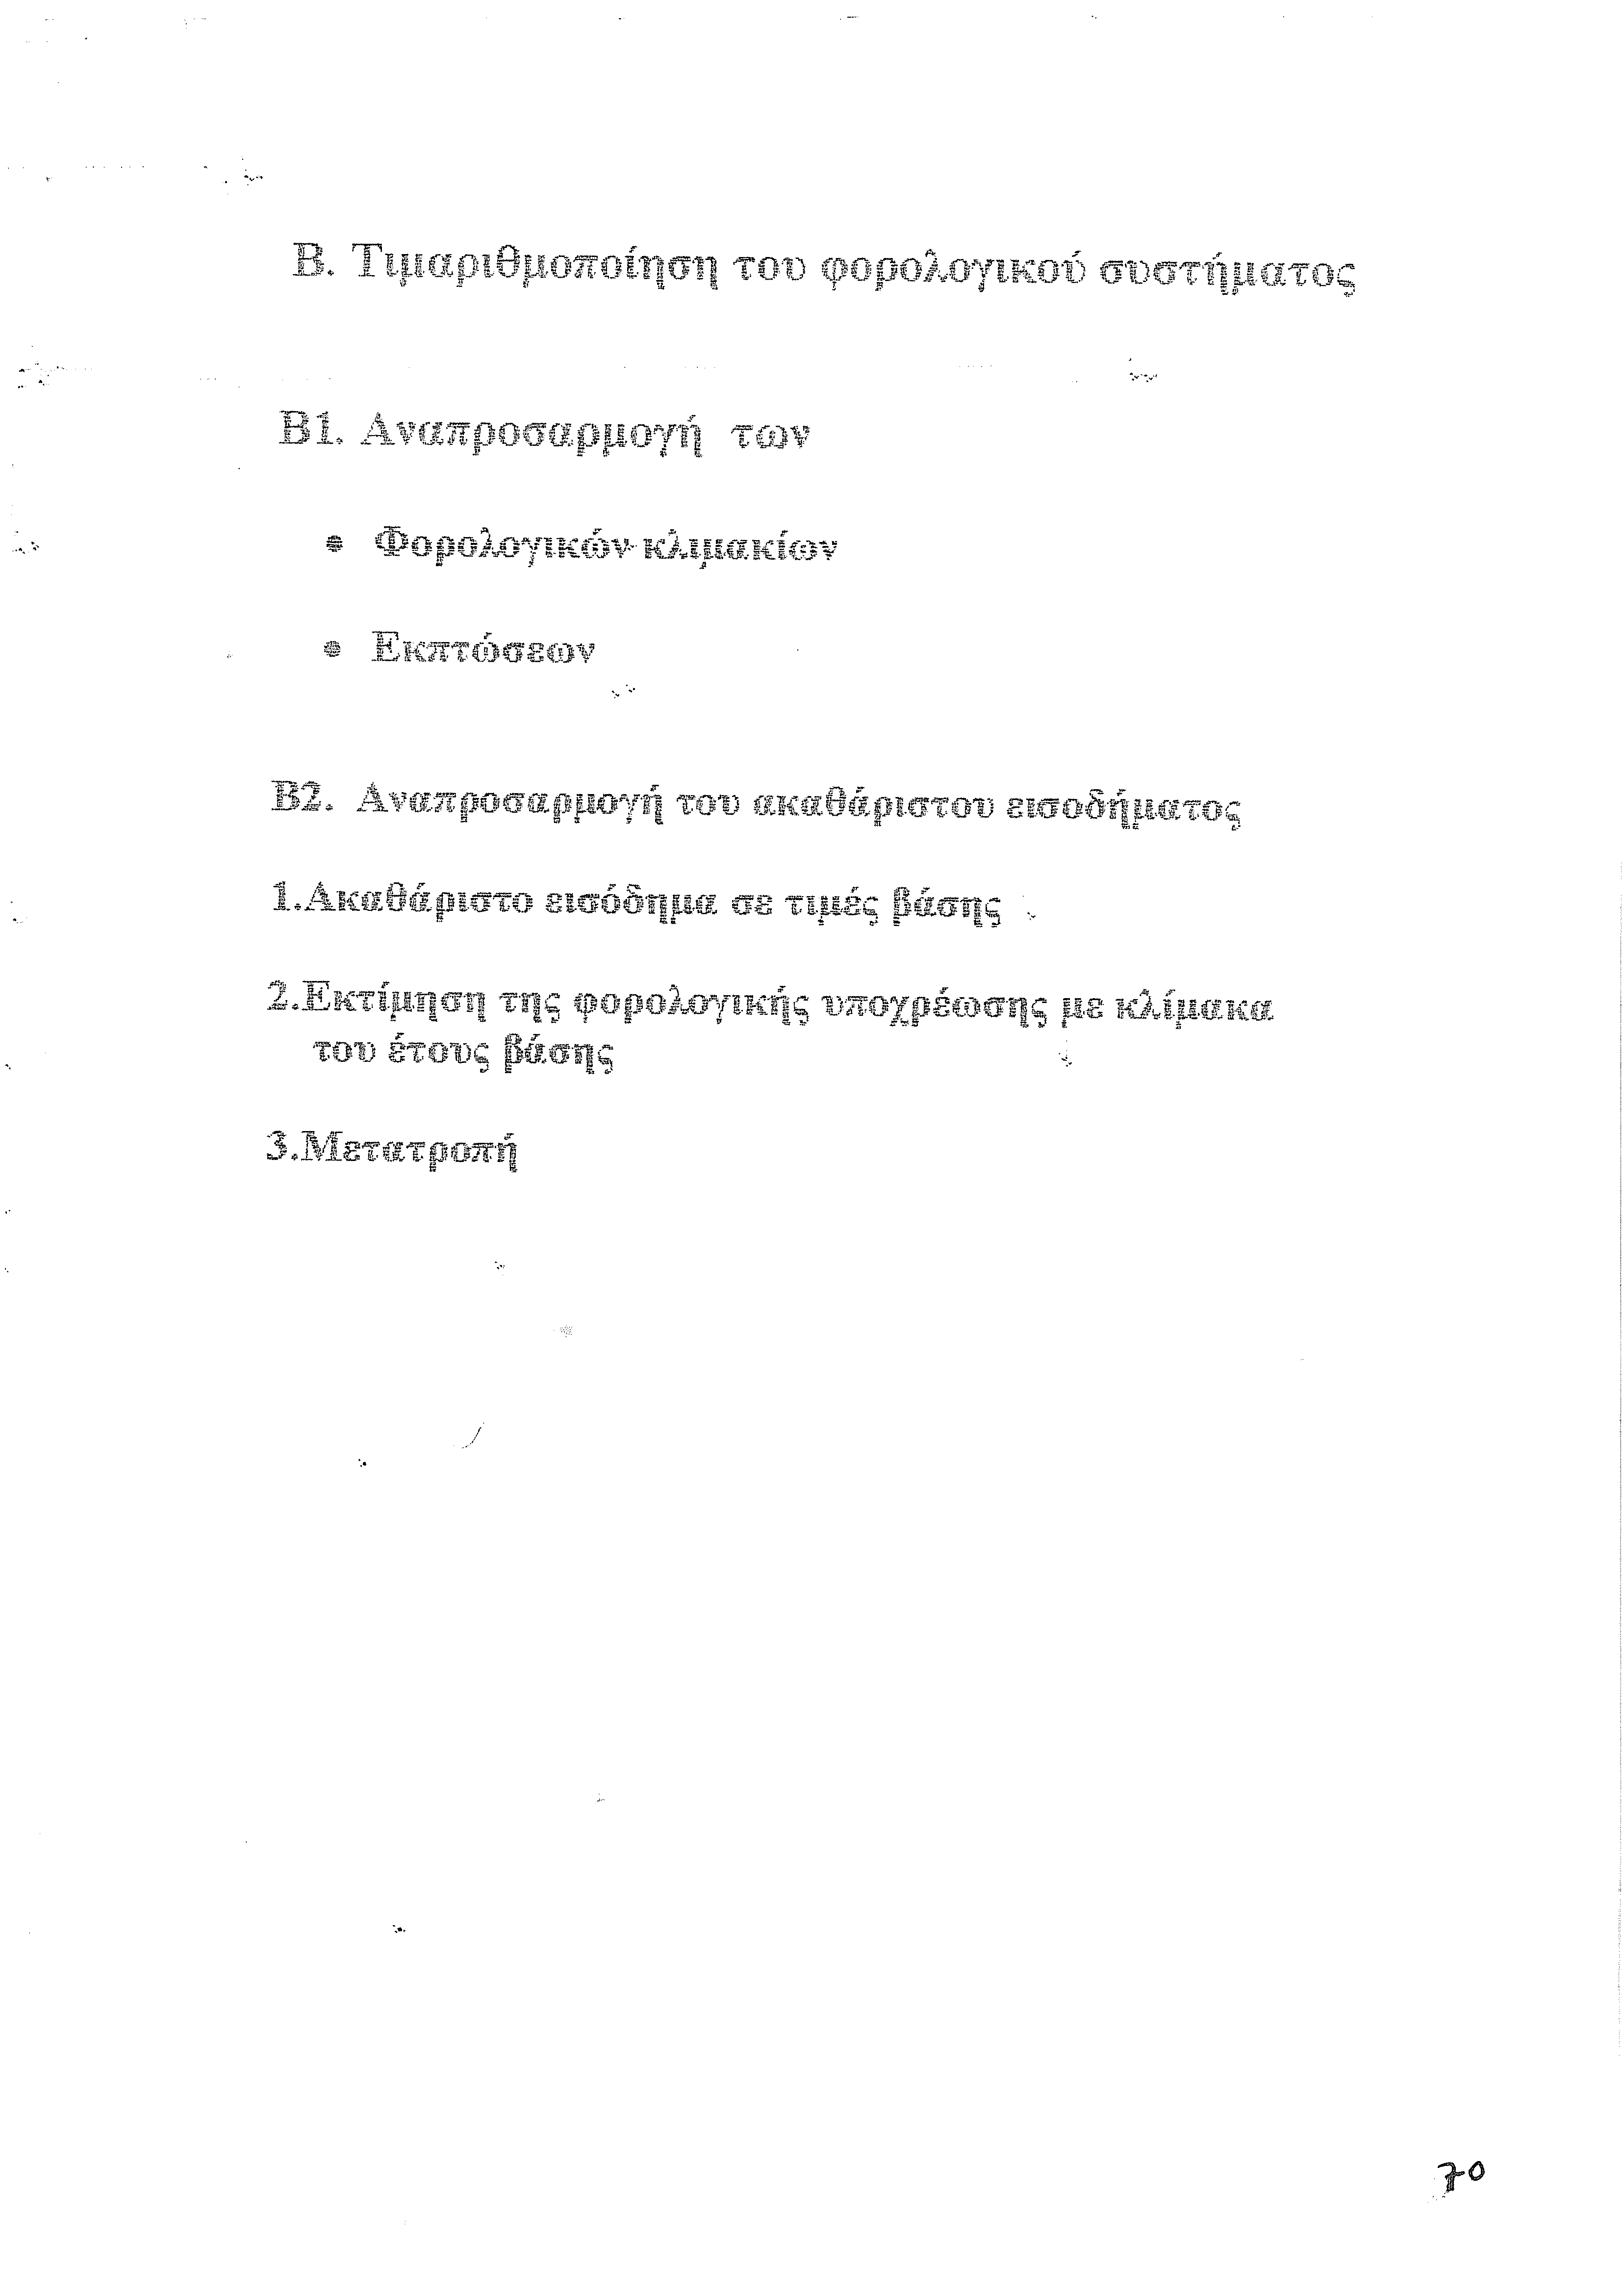 Β. Τιμαριθμοποίηση του φορολογικού συστήματος
Β1. Αναπροσαρμογή των
• Φορολογικών κλιμακίων
• Εκπτώσεων
Β2. Αναπροσαρμογή του ακαθάριστου εισοδήματος
1.Ακαθάριστο εισόδημα σε τιμές βάσης
2.Εκτίμηση της φορολογικής υποχρέωσης με κλίμακα
του έτους βάσης
3.Μετατροπή
70